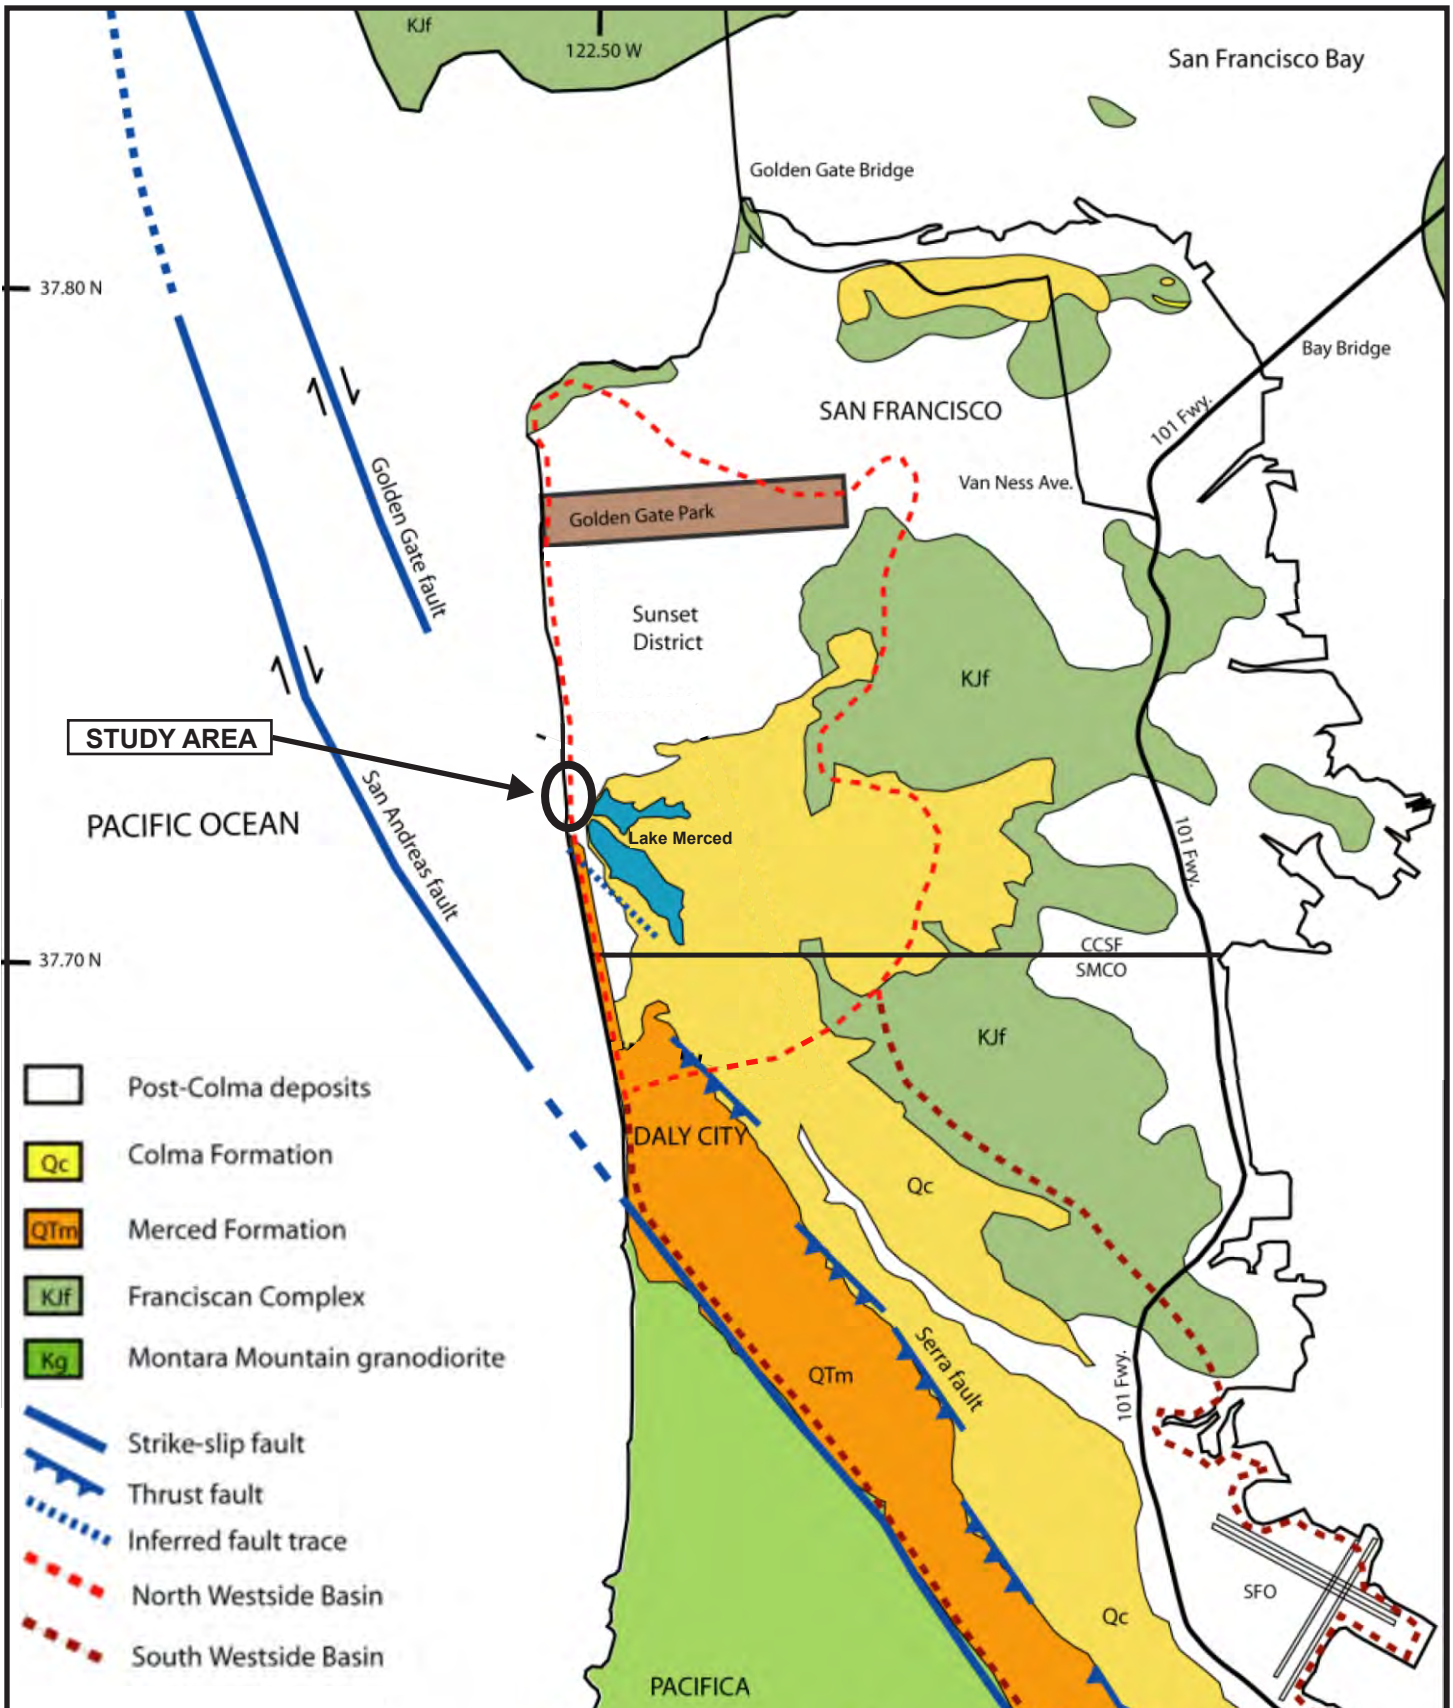 KJf
122.50 W
San Francisco Bay
Golden Gate Bridge
37.80 N
Bay Bridge
SAN FRANCISCO
101 Fwy.
Van Ness Ave.
Golden Gate fault
Golden Gate Park
Sunset
District
KJf
STUDY AREA
San Andreas fault
PACIFIC OCEAN
Lake Merced
101 Fwy.
CCSF
37.70 N
SMCO
KJf
Post-Colma deposits
DALY CITY
Qc
Colma Formation
Qc
QTm
Merced Formation
KJf
Franciscan Complex
Kg
Montara Mountain granodiorite
QTm
Serra fault
101 Fwy.
Strike-slip fault
Thrust fault
Inferred fault trace
North Westside Basin
SFO
Qc
South Westside Basin
PACIFICA